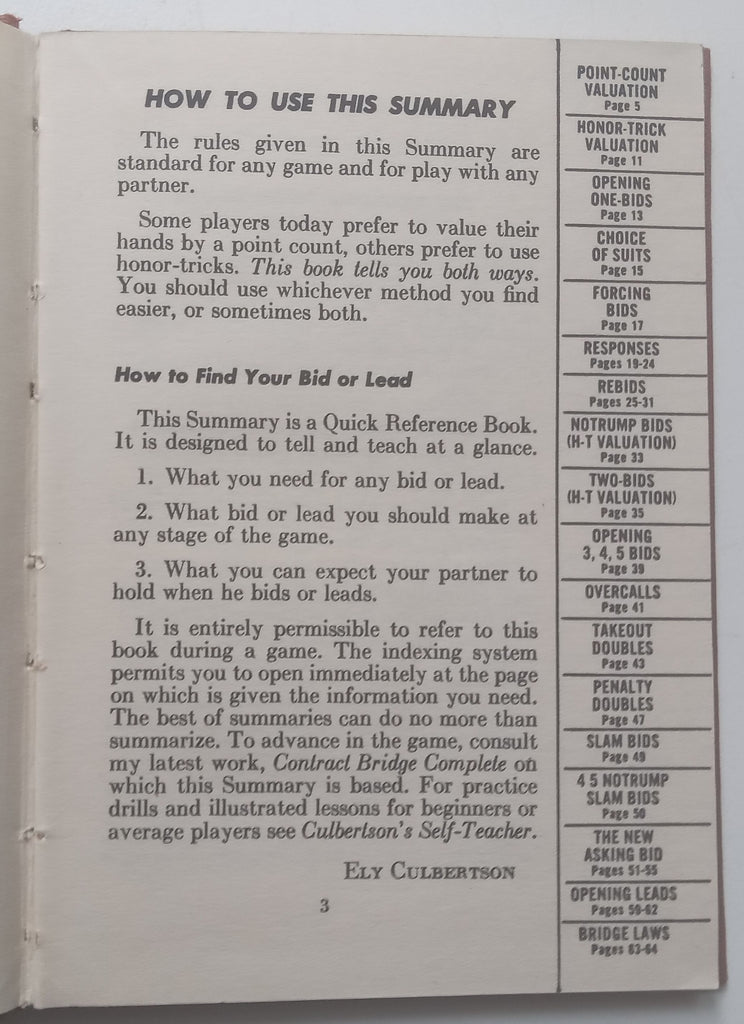 HOW TO USE THIS SUMMARY
The rules given in this Summary are
standard for any game and for play with any
partner.
Some players today prefer to value their
hands by a point count, others prefer to use
honor-tricks. This book tells you both ways.
You should use whichever method you find
easier, or sometimes both.
How to Find Your Bid or Lead
This Summary is a Quick Reference Book.
It is designed to tell and teach at a glance.
1. What you need for any bid or lead.
2. What bid or lead you should make at
any stage of the game.
3. What you can expect your partner to
hold when he bids or leads.
It is entirely permissible to refer to this
book during a game. The indexing system
permits you to open immediately at the page
on which is given the information you need.
The best of summaries can do no more than
summarize. To advance in the game, consult
my latest work, Contract Bridge Complete on
which this Summary is based. For practice
drills and illustrated lessons for beginners or
average players see Culbertson's Self-Teacher.
ELY CULBERTSON
3
POINT-COUNT
VALUATION
Page 5
HONOR-TRICK
VALUATION
Page 11
OPENING
ONE-BIDS
Page 13
CHOICE
OF SUITS
Page 15
FORCING
BIDS
Page 17
RESPONSES
Pages 19-24
REBIDS
Pages 25-31
NOTRUMP BIDS
(H-T VALUATION)
Page 33
TWO-BIDS
(H-T VALUATION)
Page 35
OPENING
3, 4, 5 BIDS
Page 39
OVERCALLS
Page 41
TAKEOUT
DOUBLES
Page 43
PENALTY
DOUBLES
Page 47
SLAM BIDS
Page 49
4 5 NOTRUMP
SLAM BIDS
Page 50
THE NEW
ASKING BID
Pages 51-55
OPENING LEADS
Pages 59-62
BRIDGE LAWS
Pages 63-64